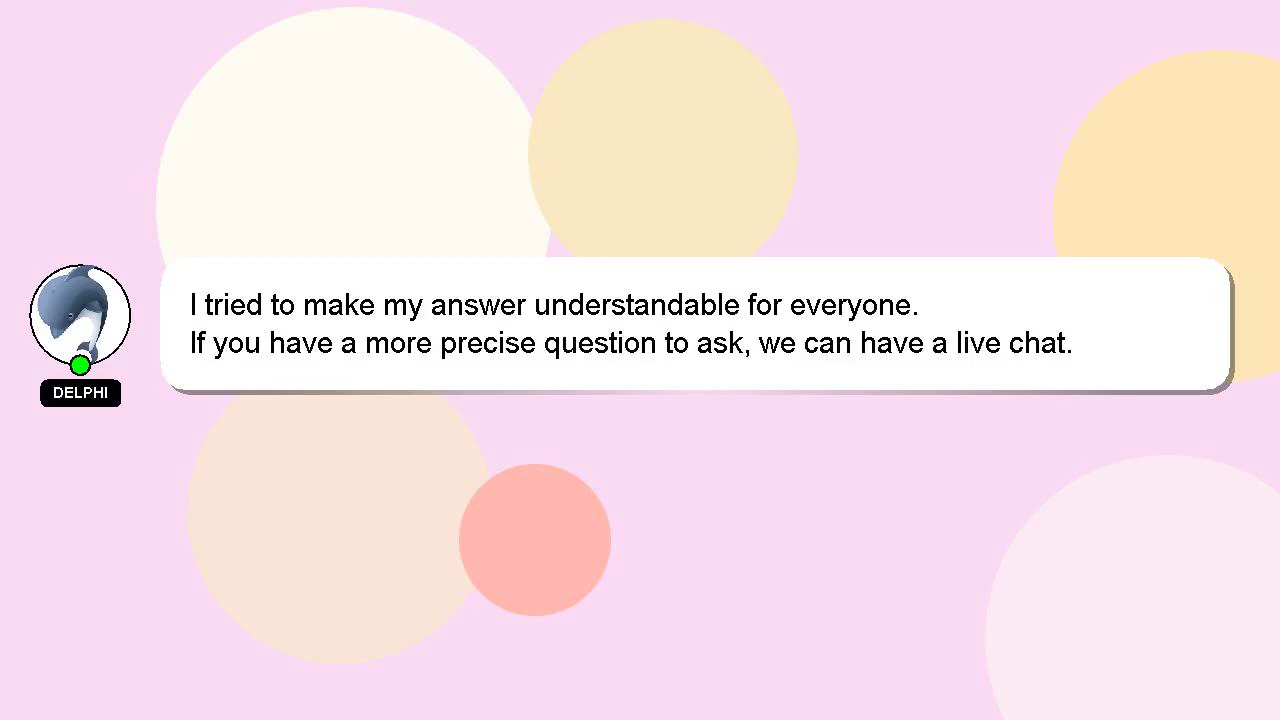 I tried to make my answer understandable for everyone.
If you have a more precise question to ask, we can have a live chat.
DELPHI